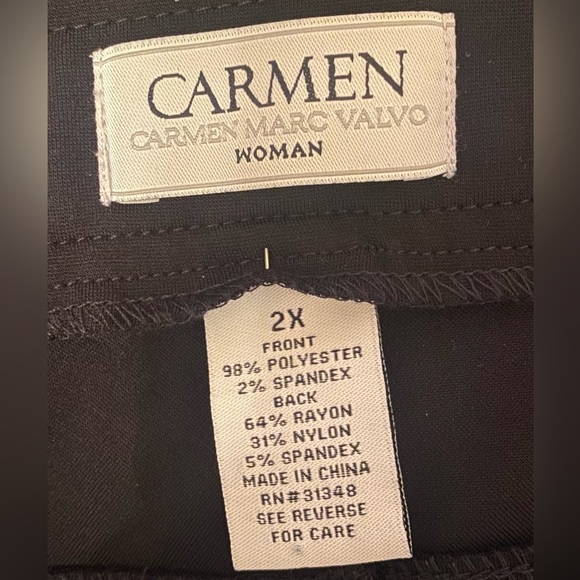 CARMEN
CARMEN MARC VALVO
WOMAN
2X
FRONT
98% POLYESTER
2% SPANDEX
BACK
64% RAYON
31% NYLON
5% SPANDEX
MADE IN CHINA
RN#31348
SEE REVERSE
FOR CARE